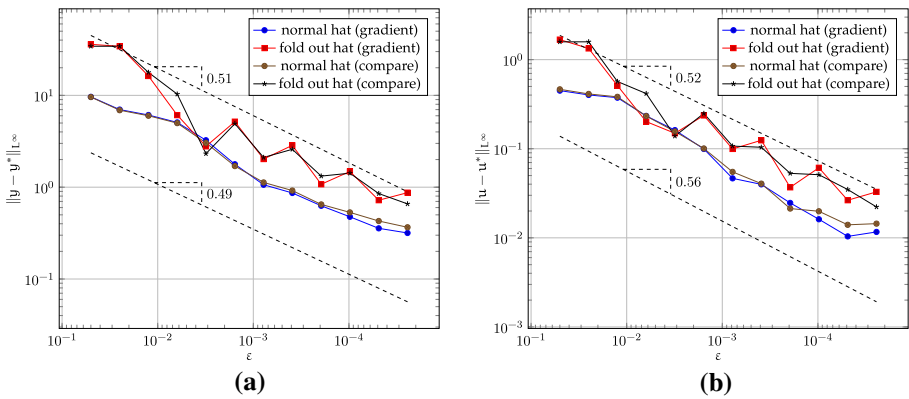 normal hat (gradient)
fold out hat (gradient)
normal hat (compare)
fold out hat (compare)
0.51
0.49
10^1
10^0
10^−1
‖y − y*‖_L^∞
10^−1
10^−2
10^−3
10^−4
ε
(a)
normal hat (gradient)
fold out hat (gradient)
normal hat (compare)
fold out hat (compare)
0.52
0.56
10^0
10^−1
10^−2
10^−3
‖u − u*‖_L^∞
10^−1
10^−2
10^−3
10^−4
ε
(b)